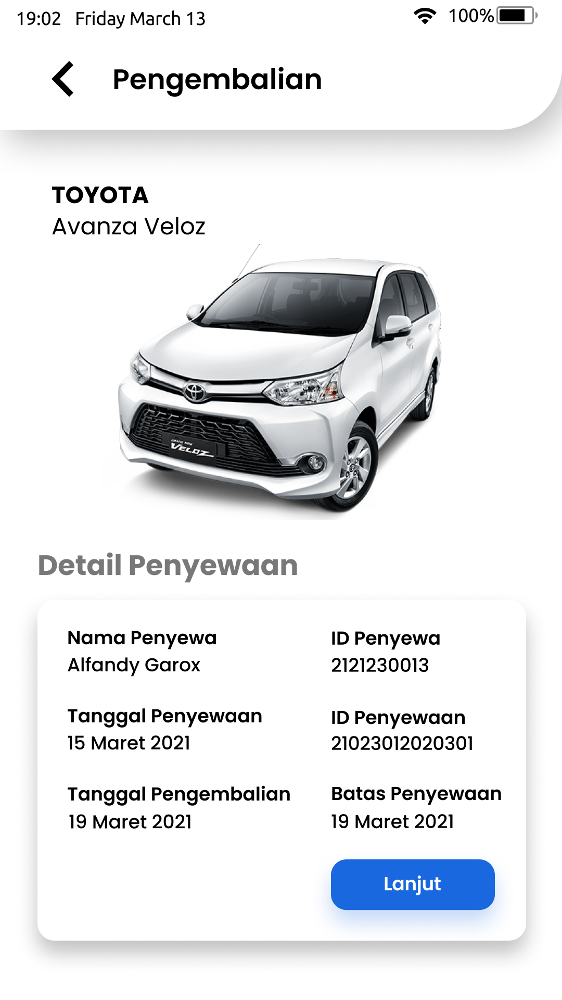 19:02 Friday March 13 100%
Pengembalian
TOYOTA
Avanza Veloz
GRAND NEW
VELOZ
Detail Penyewaan
Nama Penyewa
Alfandy Garox
ID Penyewa
2121230013
Tanggal Penyewaan
15 Maret 2021
ID Penyewaan
21023012020301
Tanggal Pengembalian
19 Maret 2021
Batas Penyewaan
19 Maret 2021
Lanjut